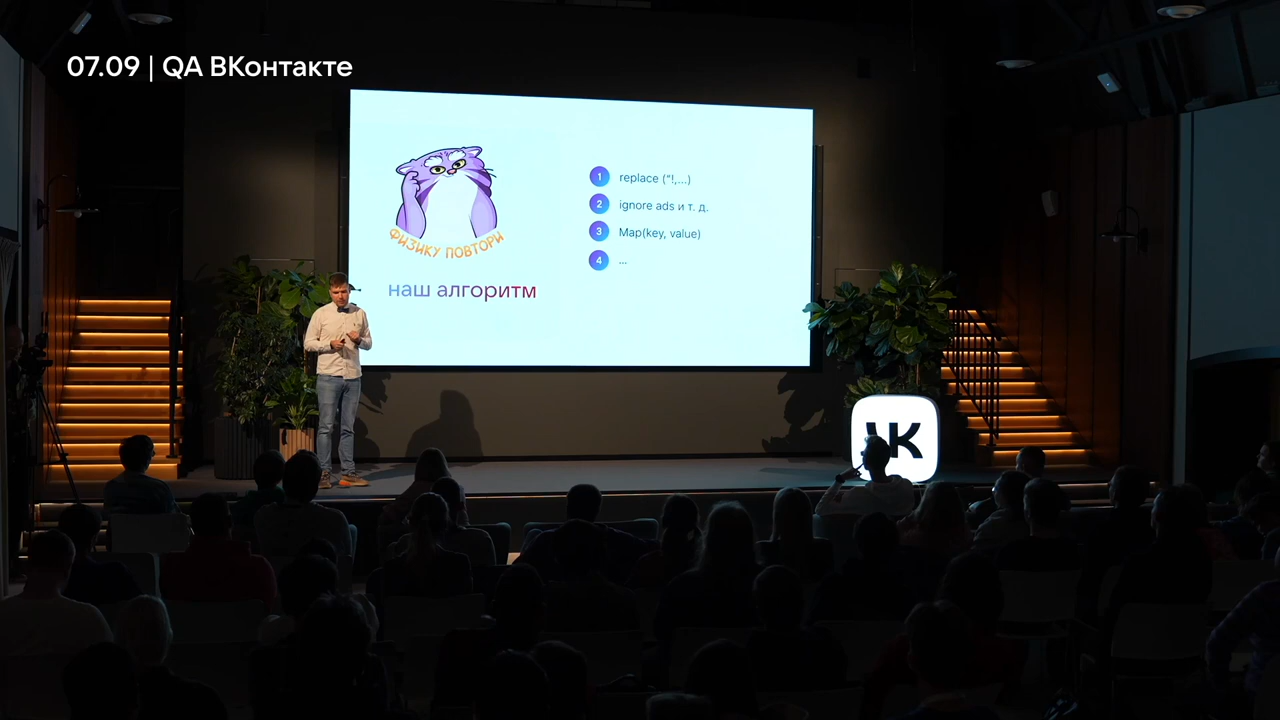 07.09 | QA ВКонтакте
ФИЗИКУ ПОВТОРИ
наш алгоритм
1 replace ("!,...)
2 ignore ads и т. д.
3 Map(key, value)
4 ...
VK